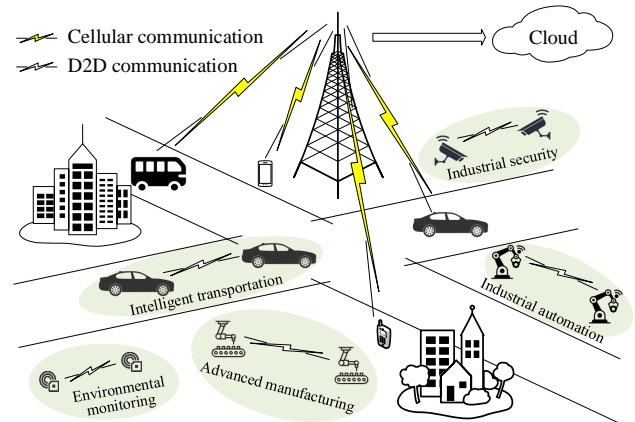 Cellular communication
D2D communication
Cloud
Industrial security
Intelligent transportation
Industrial automation
Environmental
monitoring
Advanced manufacturing